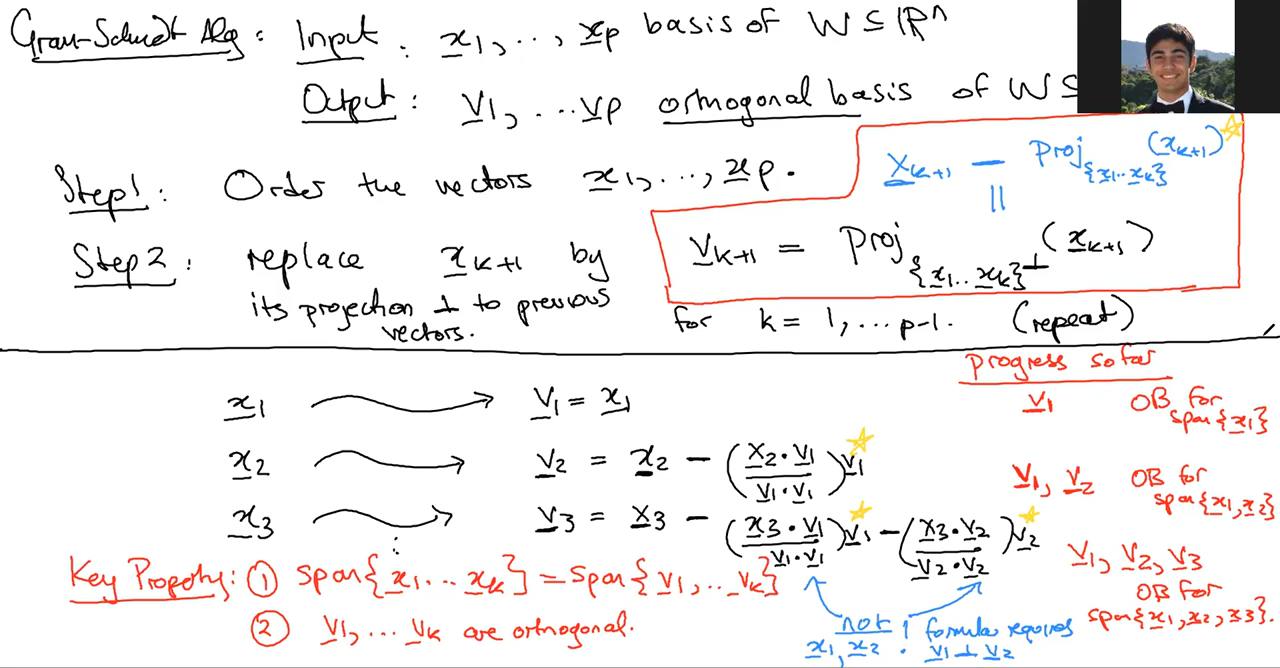 Gram-Schmidt Alg: Input: x1, .., xp basis of W ⊆ ℝn
Output: v1, ... vp orthogonal basis of W ⊆
Step 1: Order the vectors x1, .., xp.
xk+1 − Proj{x1..xk}(xk+1)
||
Step 2: replace xk+1 by
its projection ⊥ to previous
vectors.
vk+1 = Proj{x1..xk}⊥(xk+1)
for k = 1, ... p-1. (repeat)
progress so far
x1 → v1 = x1
v1 OB for span{x1}
x2 → v2 = x2 − (x2 · v1 / v1 · v1) v1
v1, v2 OB for span{x1, x2}
x3 → v3 = x3 − (x3 · v1 / v1 · v1) v1 − (x3 · v2 / v2 · v2) v2
⋮
v1, v2, v3
OB for
span{x1, x2, x3}.
Key Property: ① span{x1 ... xk} = span{v1, .. vk}
② v1, ... vk are orthogonal.
not ! formula requires
x1, x2 v1 ⊥ v2